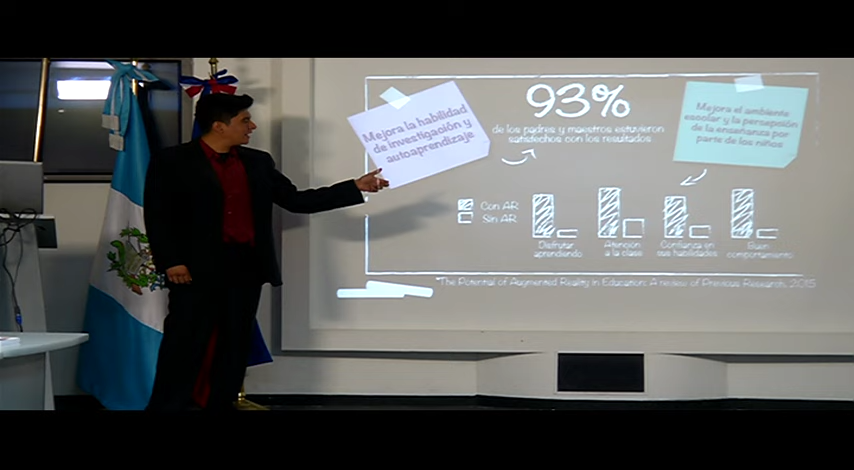 Mejora la habilidad
de investigación y
autoaprendizaje
93%
de los padres y maestros estuvieron
satisfechos con los resultados
Mejora el ambiente
escolar y la persepsión
de la enseñanza por
parte de los niños
Con AR
Sin AR
Disfrutar
aprendiendo
Atención
a la clase
Confianza en
sus habilidades
Buen
comportamiento
*The Potential of Augmented Reality in Education: A review of Previous Research, 2015